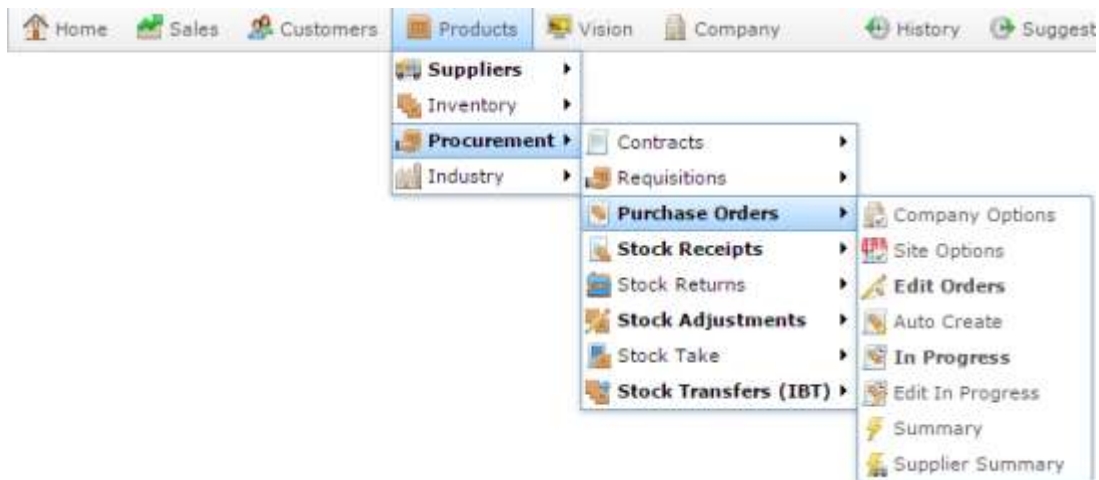 Home Sales Customers Products Vision Company History Suggest
Suppliers
Inventory
Procurement
Industry
Contracts
Requisitions
Purchase Orders
Stock Receipts
Stock Returns
Stock Adjustments
Stock Take
Stock Transfers (IBT)
Company Options
Site Options
Edit Orders
Auto Create
In Progress
Edit In Progress
Summary
Supplier Summary